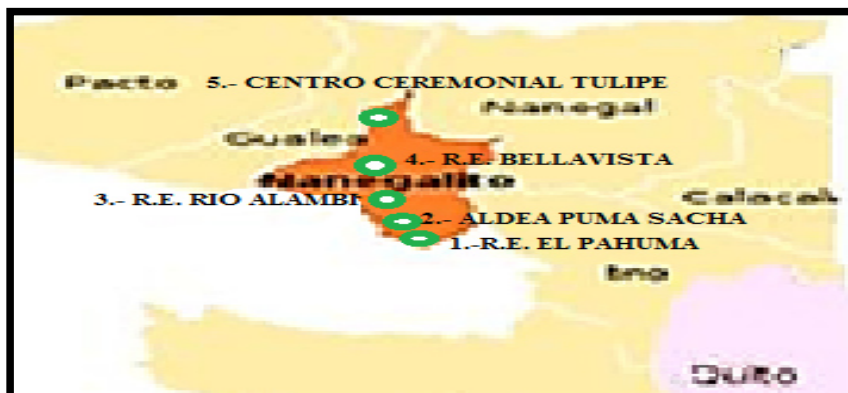 Pacto
5.- CENTRO CEREMONIAL TULIPE
Nanegal
Gualea
4.- R.E. BELLAVISTA
Nanegalito
3.- R.E. RIO ALAMBI
Calacali
2.- ALDEA PUMA SACHA
1.-R.E. EL PAHUMA
Quito